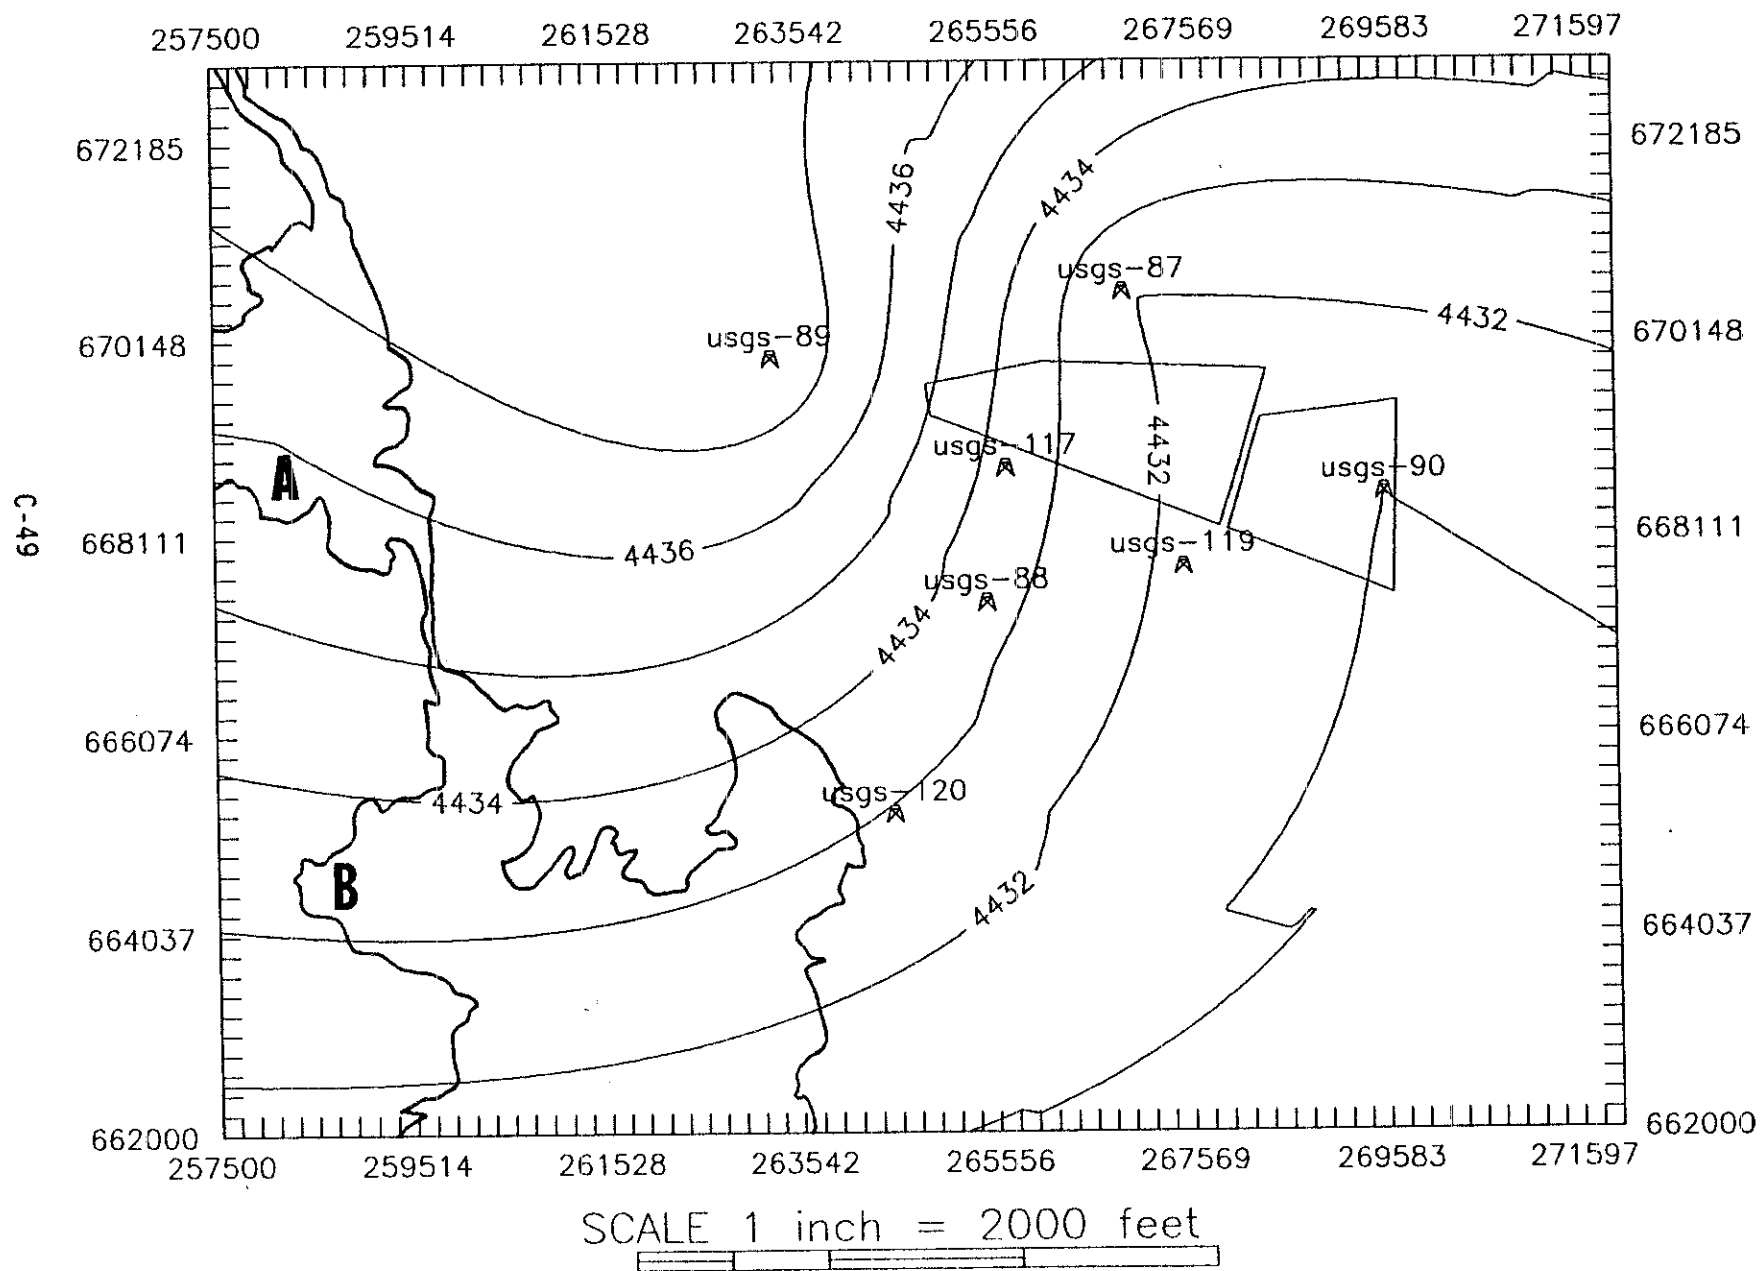 257500 259514 261528 263542 265556 267569 269583 271597
672185 672185
4436
4434
usgs-87
4432
usgs-89
670148 670148
4432
usgs-117
usgs-90
A
C-49
668111 668111
usgs-119
4436
usgs-88
4434
666074 666074
usgs-120
4434
B
4432
664037 664037
662000 662000
257500 259514 261528 263542 265556 267569 269583 271597
SCALE 1 inch = 2000 feet